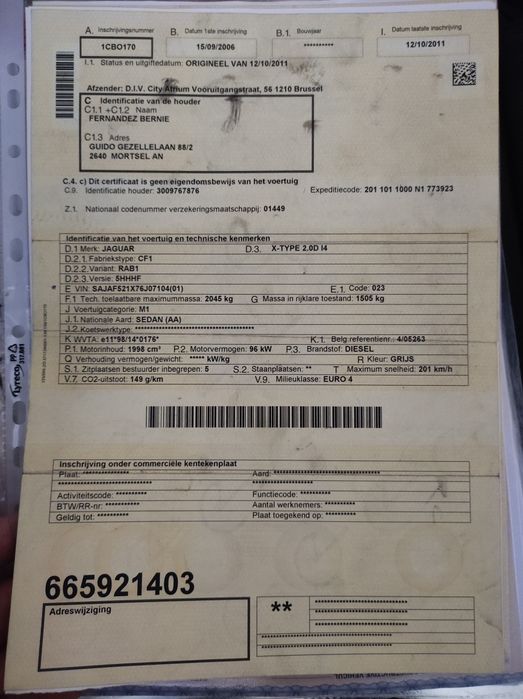 A. Inschrijvingsnummer B. Datum 1ste inschrijving B.1. Bouwjaar I. Datum laatste inschrijving
1CBO170 15/09/2006 ********** 12/10/2011
I.1. Status en uitgiftedatum: ORIGINEEL VAN 12/10/2011
Afzender: D.I.V. City Atrium Vooruitgangstraat, 56 1210 Brussel
C Identificatie van de houder
C1.1 +C1.2 Naam
FERNANDEZ BERNIE
C1.3 Adres
GUIDO GEZELLELAAN 88/2
2640 MORTSEL AN
C.4. c) Dit certificaat is geen eigendomsbewijs van het voertuig
C.9. Identificatie houder: 3009767876 Expeditiecode: 201 101 1000 N1 773923
Z.1. Nationaal codenummer verzekeringsmaatschappij: 01449
Identificatie van het voertuig en technische kenmerken
D.1 Merk: JAGUAR D.3. X-TYPE 2.0D I4
D.2.1. Fabriekstype: CF1
D.2.2. Variant: RAB1
D.2.3. Versie: 5HHHF
E VIN: SAJAF521X76J07104(01) E.1. Code: 023
F.1 Tech. toelaatbare maximummassa: 2045 kg G Massa in rijklare toestand: 1505 kg
J Voertuigcategorie: M1
J.1. Nationale Aard: SEDAN (AA)
J.2. Koetswerktype: **********************
K WVTA: e11*98/14*0176* K.1. Belg.referentienr.: 4/05263
P.1. Motorinhoud: 1998 cm³ P.2. Motorvermogen: 96 kW P.3. Brandstof: DIESEL
Q Verhouding vermogen/gewicht: ***** kW/kg R Kleur: GRIJS
S.1. Zitplaatsen bestuurder inbegrepen: 5 S.2. Staanplaatsen: ** T Maximum snelheid: 201 km/h
V.7. CO2-uitstoot: 149 g/km V.9. Milieuklasse: EURO 4
Inschrijving onder commerciële kentekenplaat
Plaat: ************ Aard: **************************
Activiteitscode: ********** Functiecode: **********
BTW/RR-nr: ********** Aantal werknemers: **********
Geldig tot: ********** Plaat toegekend op: **********
665921403
Adreswijziging
**
Tyreco